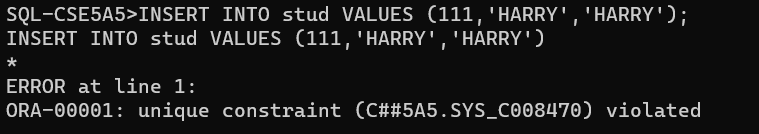 SQL-CSE5A5>INSERT INTO stud VALUES (111,'HARRY','HARRY');
INSERT INTO stud VALUES (111,'HARRY','HARRY')
*
ERROR at line 1:
ORA-00001: unique constraint (C##5A5.SYS_C008470) violated